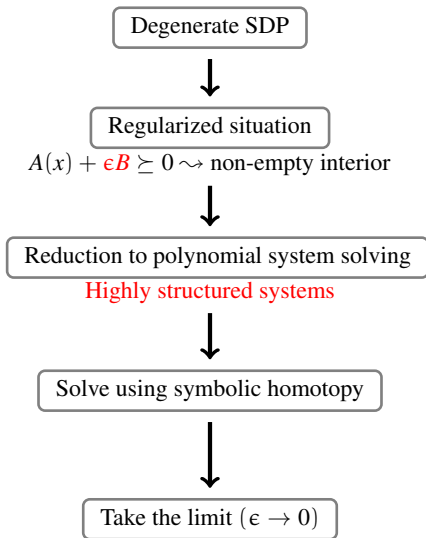 Degenerate SDP
Regularized situation
A(x) + ϵB ⪰ 0 ⇝ non-empty interior
Reduction to polynomial system solving
Highly structured systems
Solve using symbolic homotopy
Take the limit (ϵ → 0)